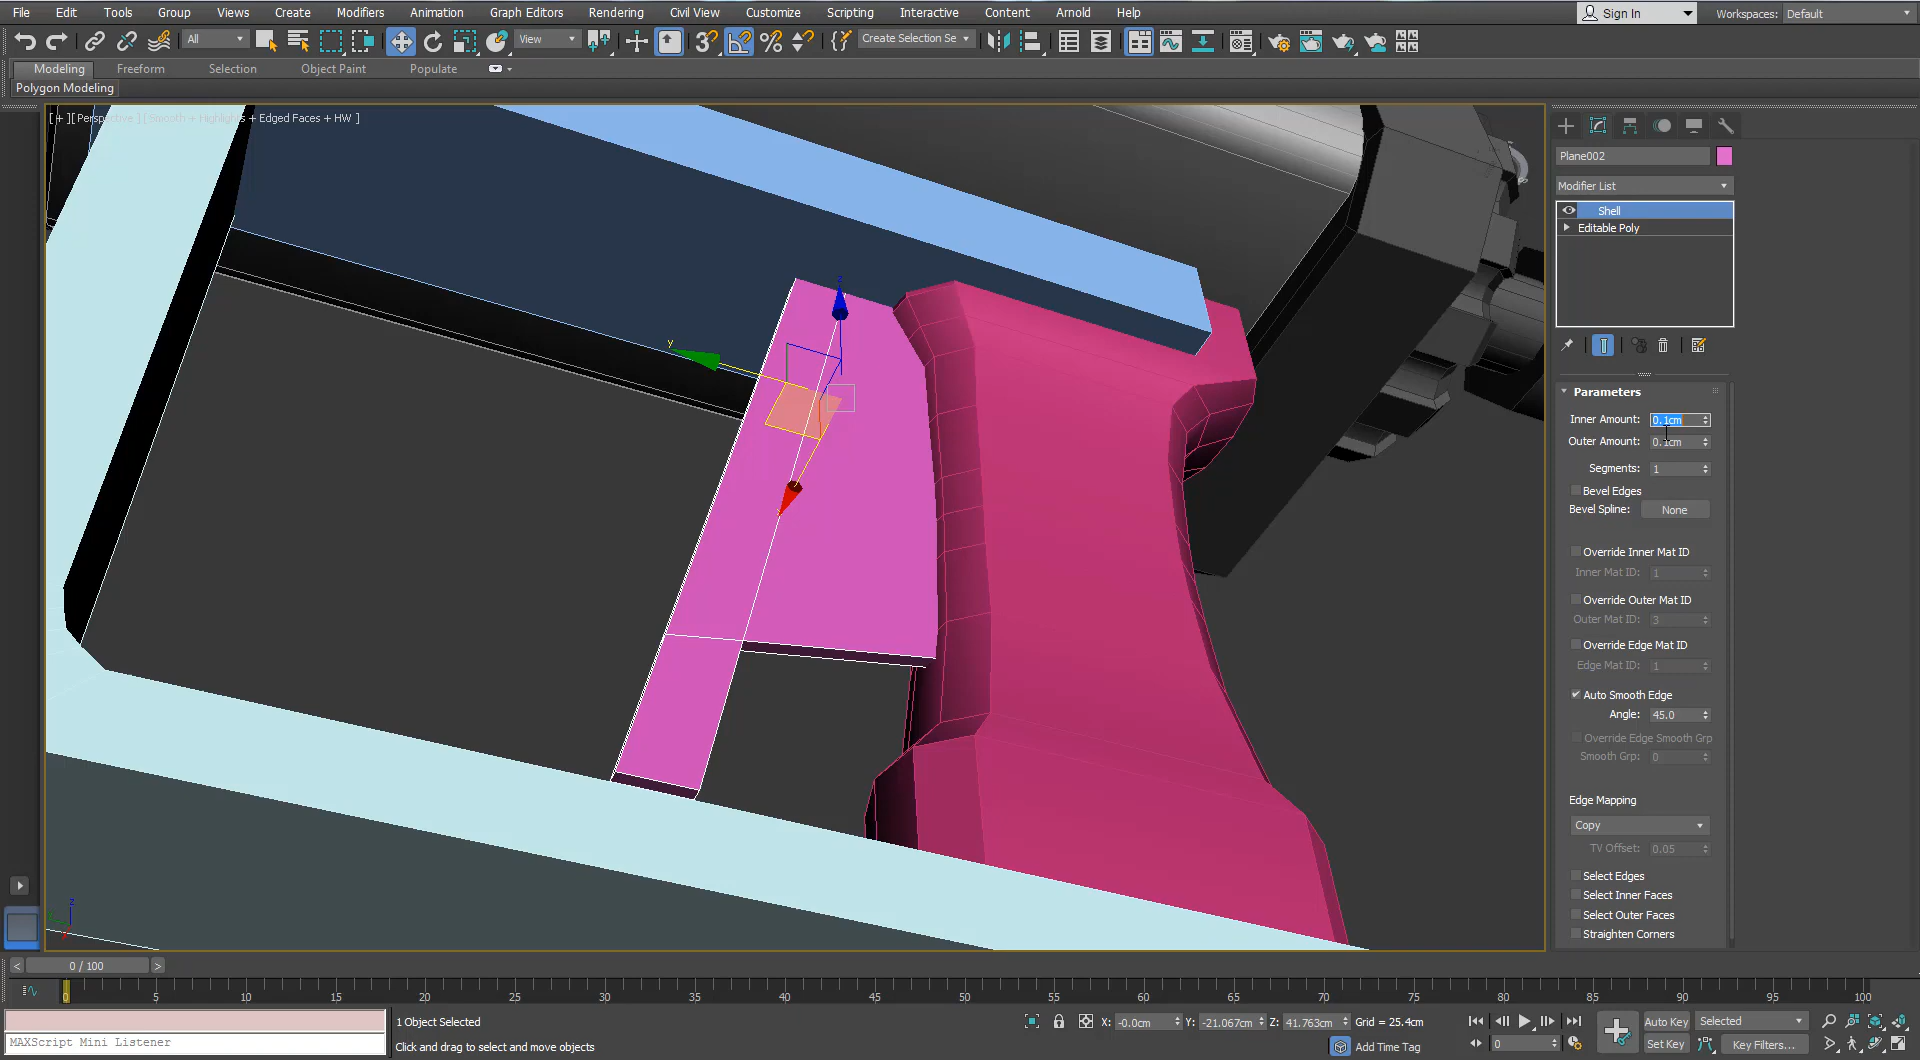 File Edit Tools Group Views Create Modifiers Animation Graph Editors Rendering Civil View Customize Scripting Interactive Content Arnold Help Sign In Workspaces: Default
All View Create Selection Se
Modeling Freeform Selection Object Paint Populate
Polygon Modeling
[ + ][ Perspective ][ Smooth + Highlights + Edged Faces + HW ]
Plane002
Modifier List
Shell
Editable Poly
z
y
Parameters
Inner Amount: 0.1cm
Outer Amount: 0.1cm
Segments: 1
Bevel Edges
Bevel Spline: None
Override Inner Mat ID
Inner Mat ID: 1
Override Outer Mat ID
Outer Mat ID: 3
Override Edge Mat ID
Edge Mat ID: 1
Auto Smooth Edge
Angle: 45.0
Override Edge Smooth Grp
Smooth Grp: 0
Edge Mapping
Copy
TV Offset: 0.05
Select Edges
Select Inner Faces
Select Outer Faces
Straighten Corners
z
< 0 / 100 >
0 5 10 15 20 25 30 35 40 45 50 55 60 65 70 75 80 85 90 95 100
1 Object Selected X: -0.0cm Y: -21.067cm Z: 41.763cm Grid = 25.4cm Auto Key Selected
MAXScript Mini Listener Click and drag to select and move objects Add Time Tag 0 Set Key Key Filters...